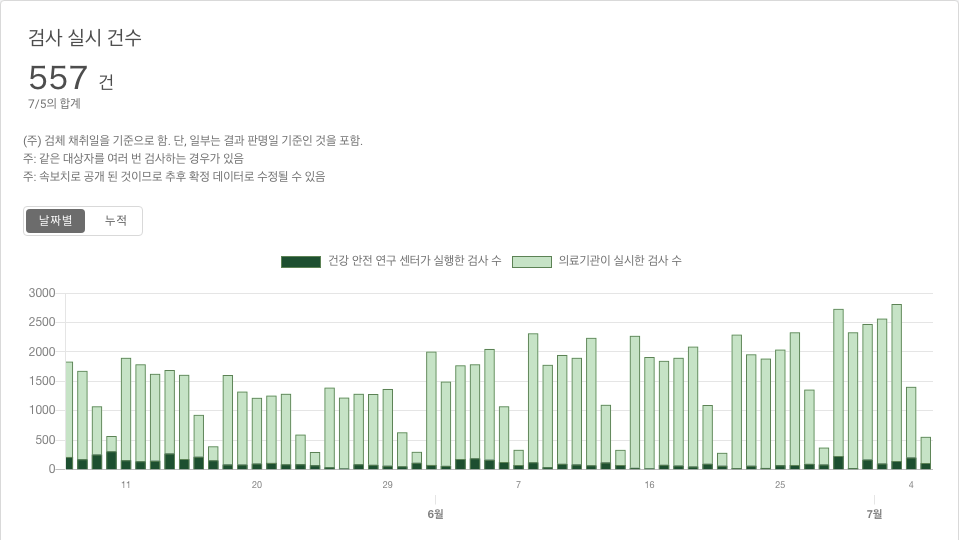 검사 실시 건수
557 건
7/5의 합계
(주) 검체 채취일을 기준으로 함. 단, 일부는 결과 판명일 기준인 것을 포함.
주: 같은 대상자를 여러 번 검사하는 경우가 있음
주: 속보치로 공개 된 것이므로 추후 확정 데이터로 수정될 수 있음
날짜별 누적
건강 안전 연구 센터가 실행한 검사 수 의료기관이 실시한 검사 수
3000
2500
2000
1500
1000
500
0
11 20 29 7 16 25 4
6월 7월